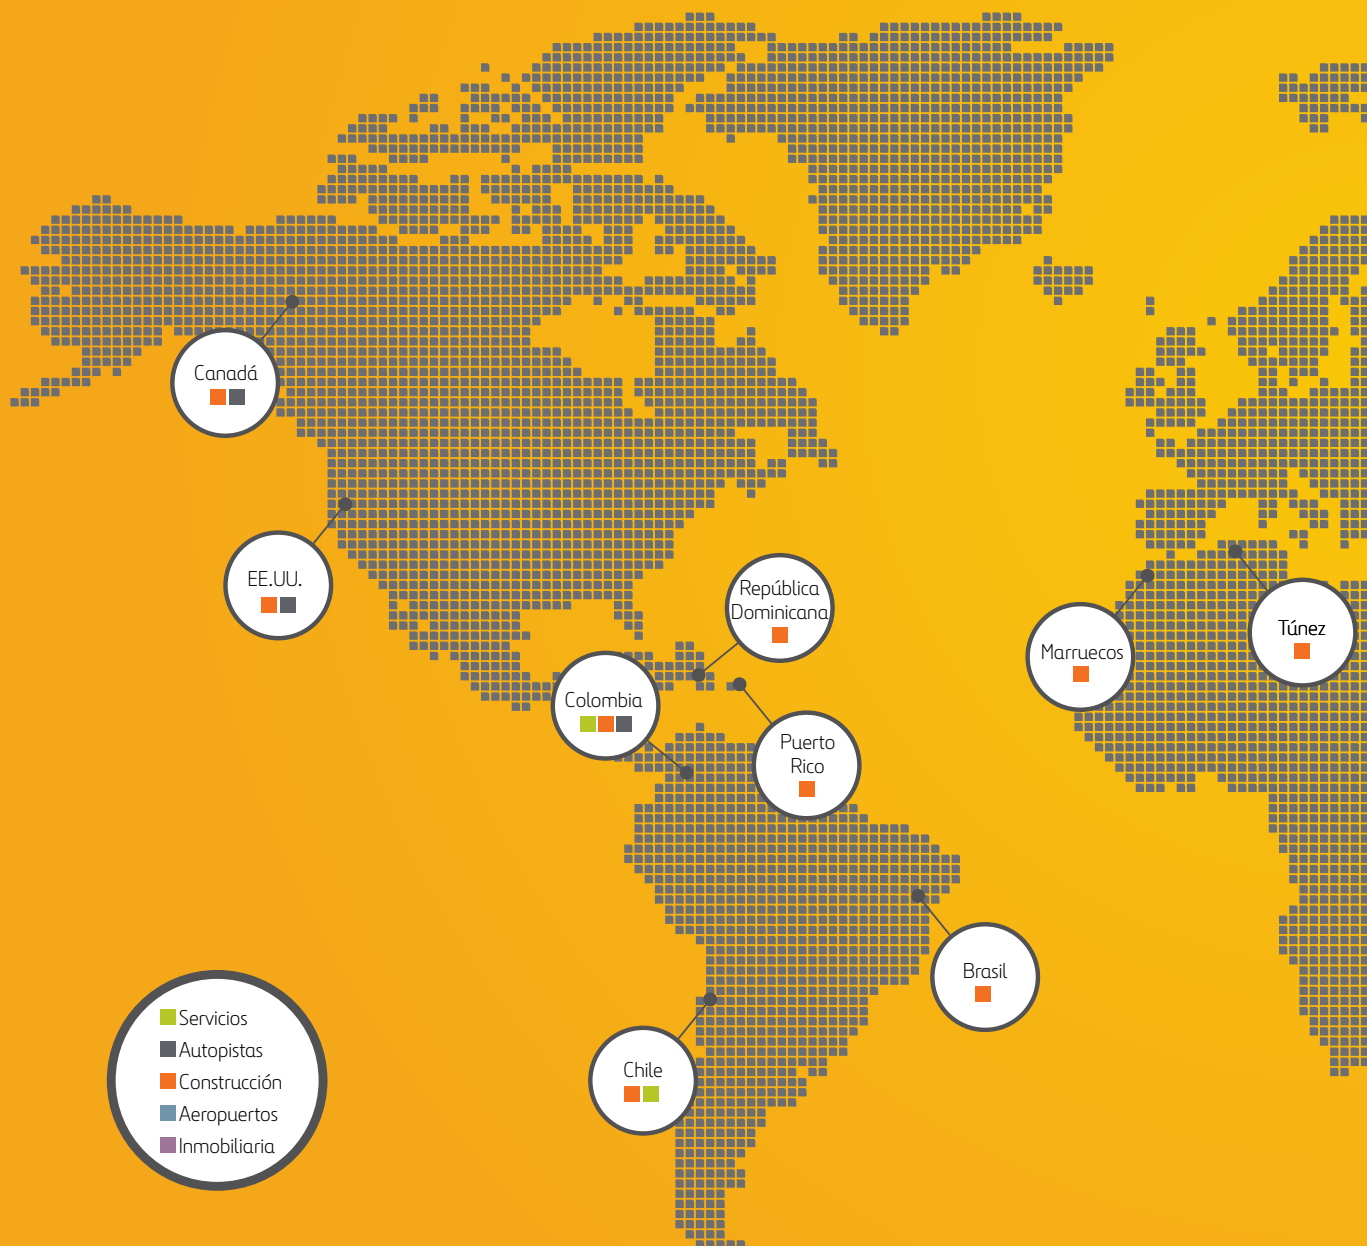 Canadá
EE.UU.
República
Dominicana
Colombia
Puerto
Rico
Marruecos
Túnez
Brasil
Chile
Servicios
Autopistas
Construcción
Aeropuertos
Inmobiliaria